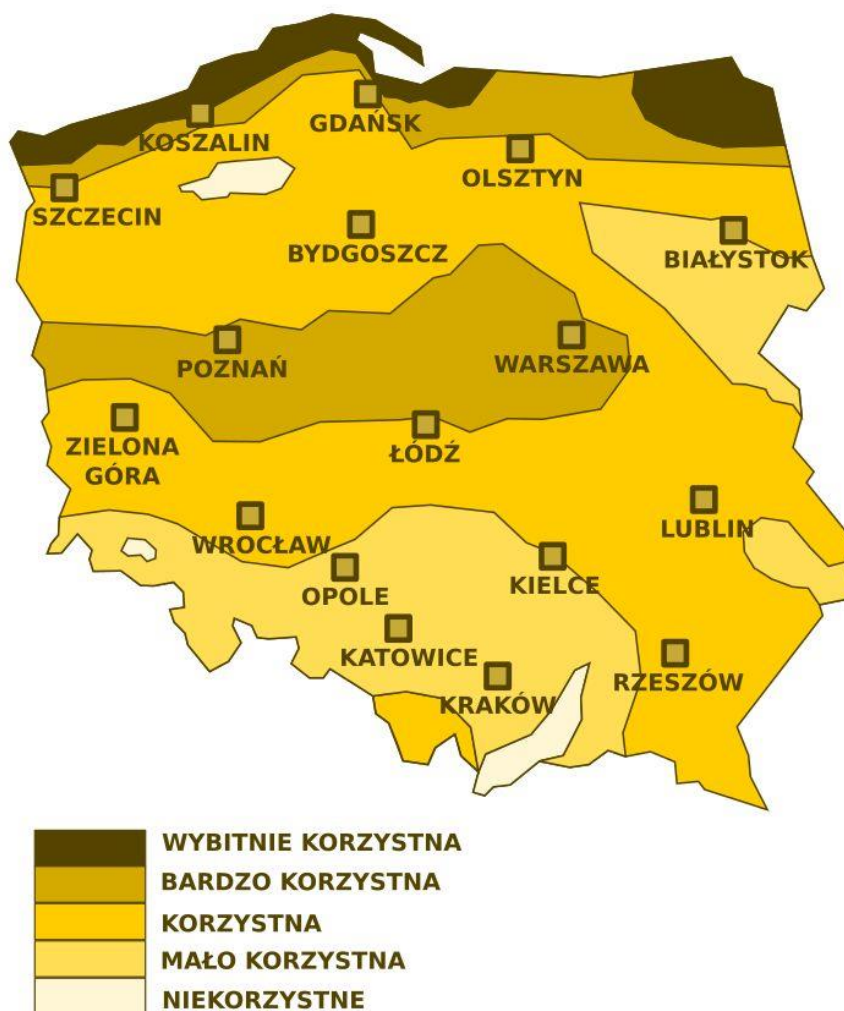 GDAŃSK
KOSZALIN
OLSZTYN
SZCZECIN
BYDGOSZCZ
BIAŁYSTOK
WARSZAWA
POZNAŃ
ZIELONA
GÓRA
ŁÓDŹ
LUBLIN
WROCŁAW
KIELCE
OPOLE
KATOWICE
RZESZÓW
KRAKÓW
WYBITNIE KORZYSTNA
BARDZO KORZYSTNA
KORZYSTNA
MAŁO KORZYSTNA
NIEKORZYSTNE